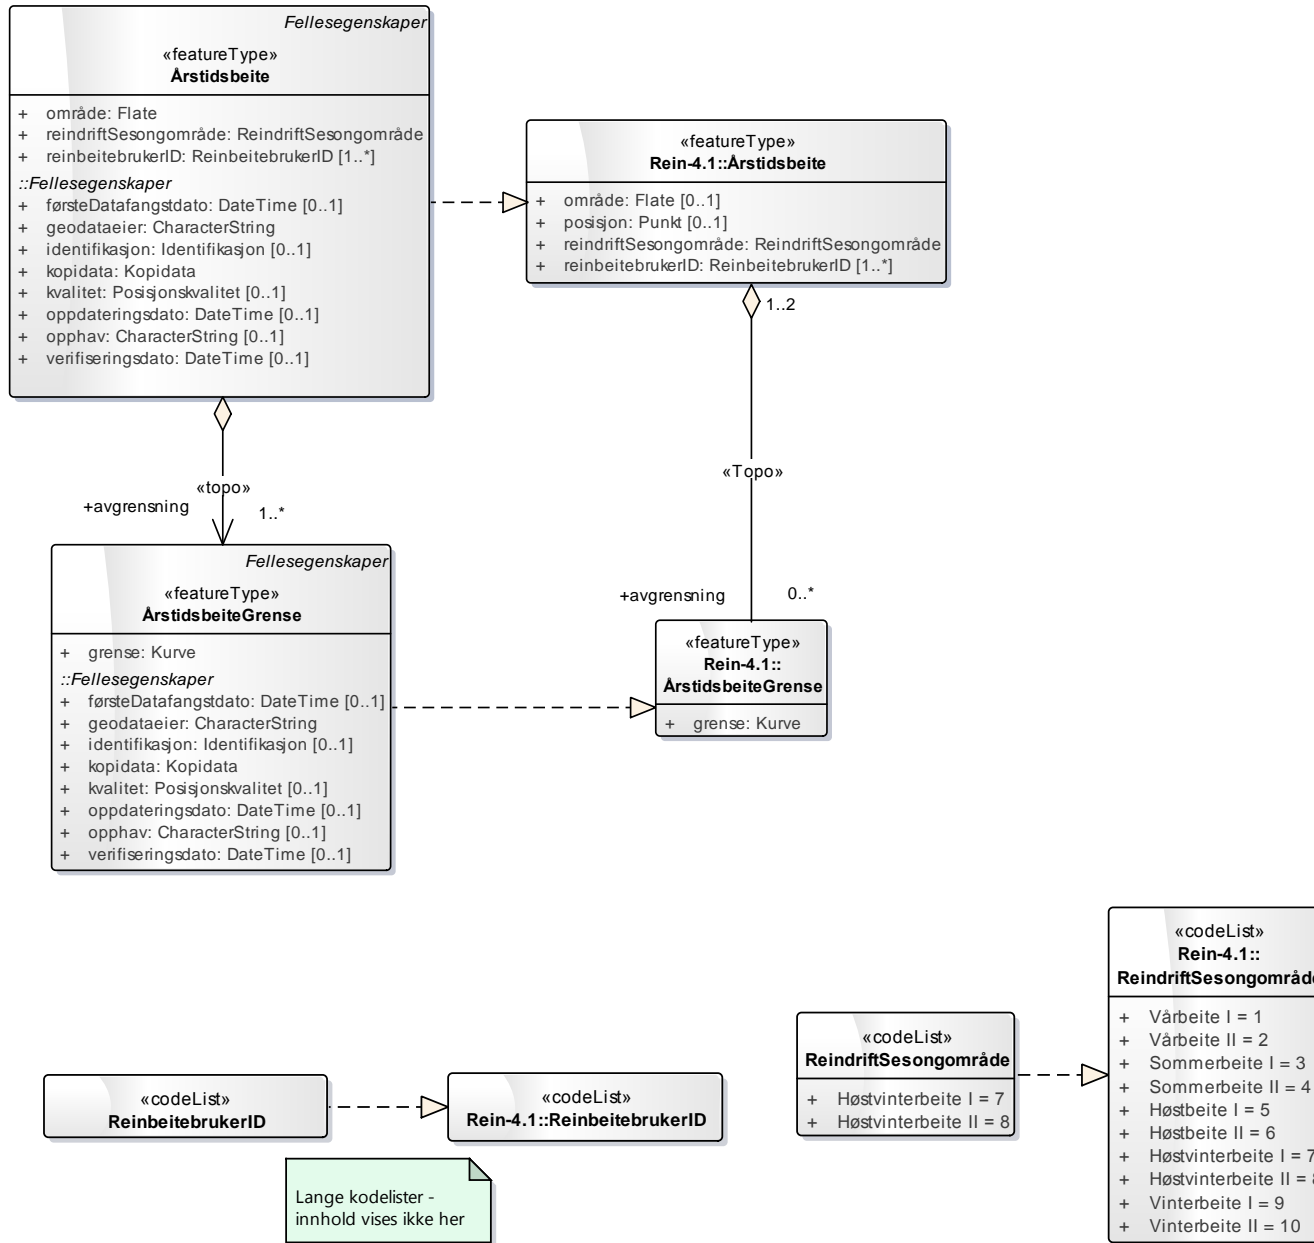 Fellesegenskaper
«featureType»
Årstidsbeite
+ område: Flate
+ reindriftSesongområde: ReindriftSesongområde
+ reinbeitebrukerID: ReinbeitebrukerID [1..*]
::Fellesegenskaper
+førsteDatafangstdato: DateTime [0..1]
+ geodataeier: CharacterString
+ identifikasjon: Identifikasjon [0..1]
+ kopidata: Kopidata
+ kvalitet: Posisjonskvalitet [0..1]
+ oppdateringsdato: DateTime [0..1]
+ opphav: CharacterString [0..1]
+ verifiseringsdato: DateTime [0..1]
«featureType»
Rein-4.1::Årstidsbeite
+ område: Flate [0..1]
+ posisjon: Punkt [0..1]
+ reindriftSesongområde: ReindriftSesongområde
+ reinbeitebrukerID: ReinbeitebrukerID [1..*]
1..2
«topo»
+avgrensning
1..*
«Topo»
+avgrensning
0..*
Fellesegenskaper
«featureType»
ÅrstidsbeiteGrense
+ grense: Kurve
::Fellesegenskaper
+ førsteDatafangstdato: DateTime [0..1]
+ geodataeier: CharacterString
+ identifikasjon: Identifikasjon [0..1]
+ kopidata: Kopidata
+ kvalitet: Posisjonskvalitet [0..1]
+ oppdateringsdato: DateTime [0..1]
+ opphav: CharacterString [0..1]
+ verifiseringsdato: DateTime [0..1]
«featureType»
Rein-4.1::
ÅrstidsbeiteGrense
+ grense: Kurve
«codeList»
ReinbeitebrukerID
«codeList»
Rein-4.1::ReinbeitebrukerID
Lange kodelister -
innhold vises ikke her
«codeList»
ReindriftSesongområde
+ Høstvinterbeite I = 7
+ Høstvinterbeite II = 8
«codeList»
Rein-4.1::
ReindriftSesongområde
+ Vårbeite I = 1
+ Vårbeite II = 2
+ Sommerbeite I = 3
+ Sommerbeite II = 4
+ Høstbeite I = 5
+ Høstbeite II = 6
+ Høstvinterbeite I = 7
+ Høstvinterbeite II = 8
+ Vinterbeite I = 9
+ Vinterbeite II = 10